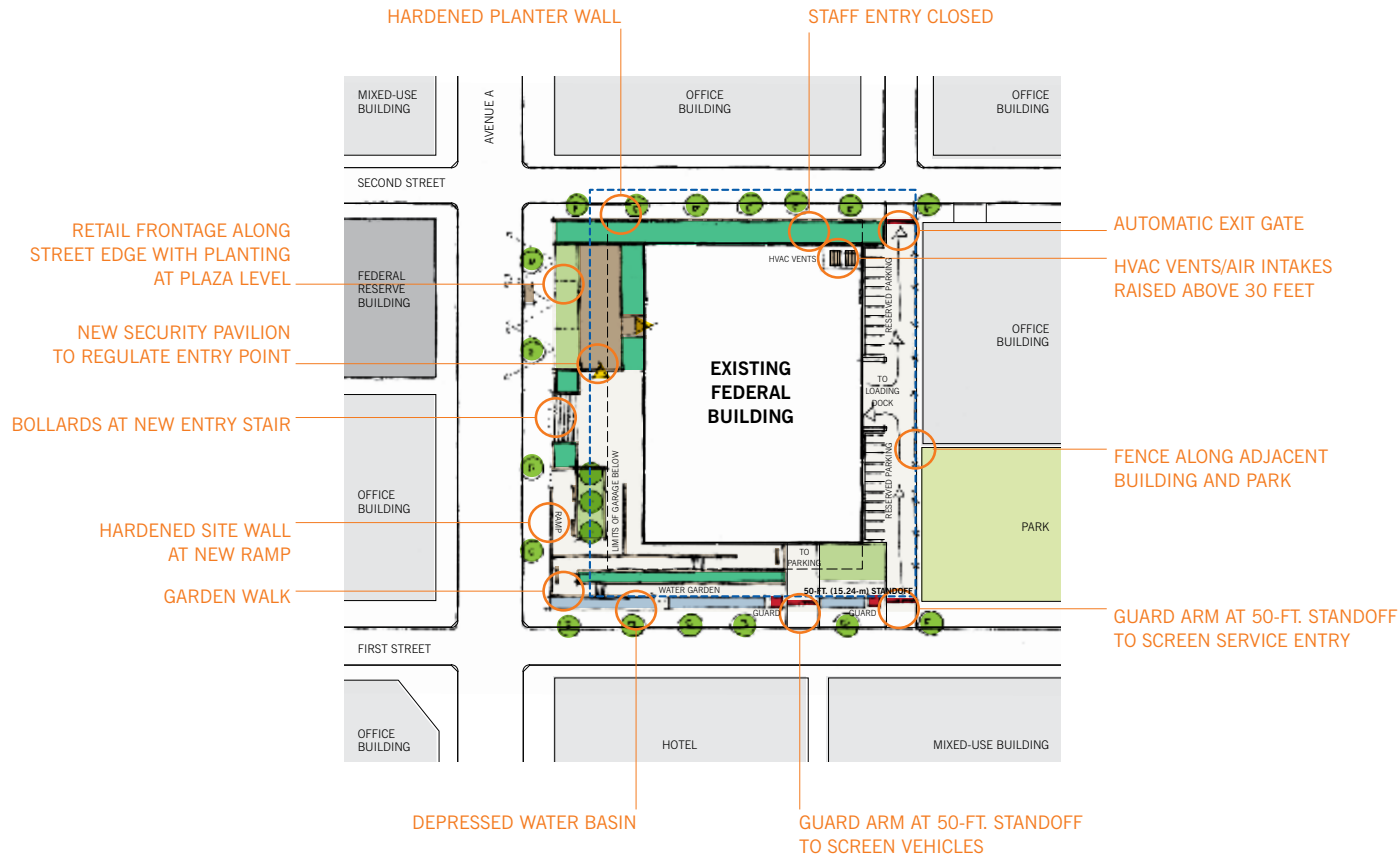 HARDENED PLANTER WALL
STAFF ENTRY CLOSED
MIXED-USE
BUILDING
AVENUE A
OFFICE
BUILDING
OFFICE
BUILDING
SECOND STREET
RETAIL FRONTAGE ALONG
STREET EDGE WITH PLANTING
AT PLAZA LEVEL
NEW SECURITY PAVILION
TO REGULATE ENTRY POINT
BOLLARDS AT NEW ENTRY STAIR
HARDENED SITE WALL
AT NEW RAMP
GARDEN WALK
FEDERAL
RESERVE
BUILDING
OFFICE
BUILDING
HVAC VENTS
EXISTING
FEDERAL
BUILDING
LIMITS OF GARAGE BELOW
RAMP
RESERVED PARKING
TO
LOADING
DOCK
RESERVED PARKING
TO
PARKING
WATER GARDEN
50-FT. (15.24-m) STANDOFF
GUARD
GUARD
OFFICE
BUILDING
PARK
AUTOMATIC EXIT GATE
HVAC VENTS/AIR INTAKES
RAISED ABOVE 30 FEET
FENCE ALONG ADJACENT
BUILDING AND PARK
GUARD ARM AT 50-FT. STANDOFF
TO SCREEN SERVICE ENTRY
FIRST STREET
OFFICE
BUILDING
HOTEL
MIXED-USE BUILDING
DEPRESSED WATER BASIN
GUARD ARM AT 50-FT. STANDOFF
TO SCREEN VEHICLES